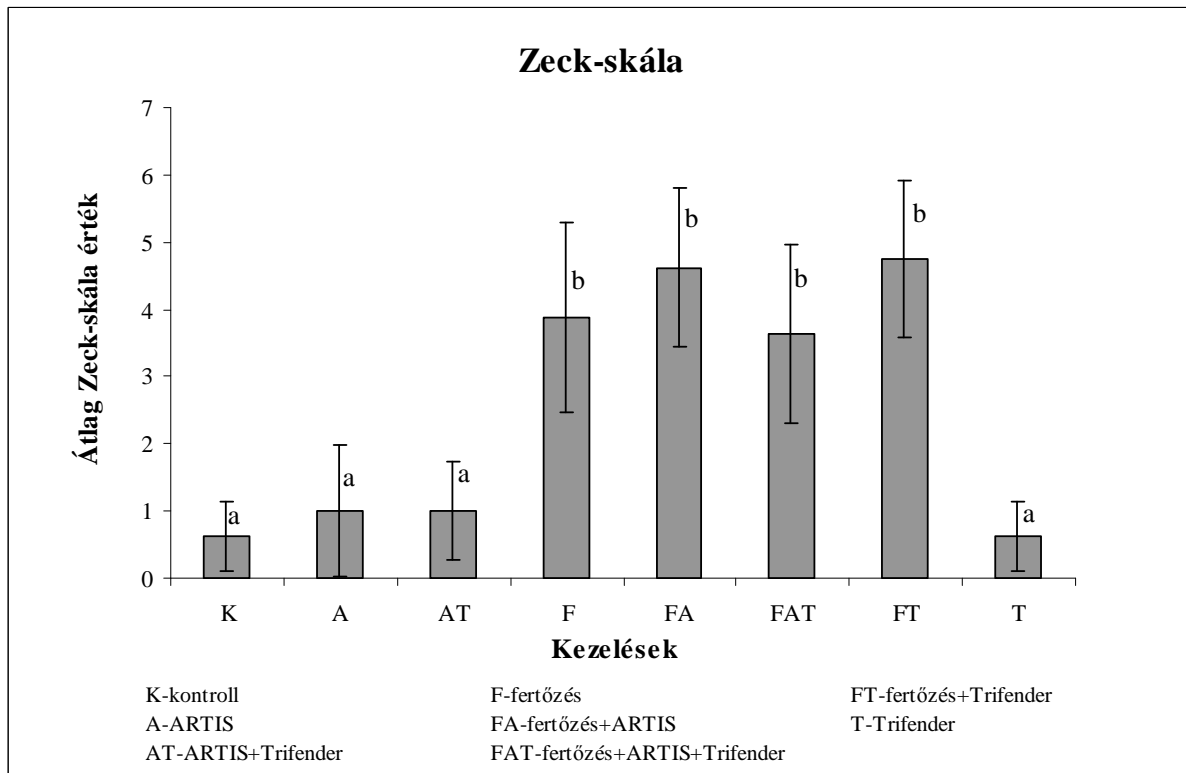 Zeck-skála
Átlag Zeck-skála érték
7
6
5
4
3
2
1
0
a
a
a
b
b
b
b
a
K A AT F FA FAT FT T
Kezelések
K-kontroll F-fertőzés FT-fertőzés+Trifender
A-ARTIS FA-fertőzés+ARTIS T-Trifender
AT-ARTIS+Trifender FAT-fertőzés+ARTIS+Trifender